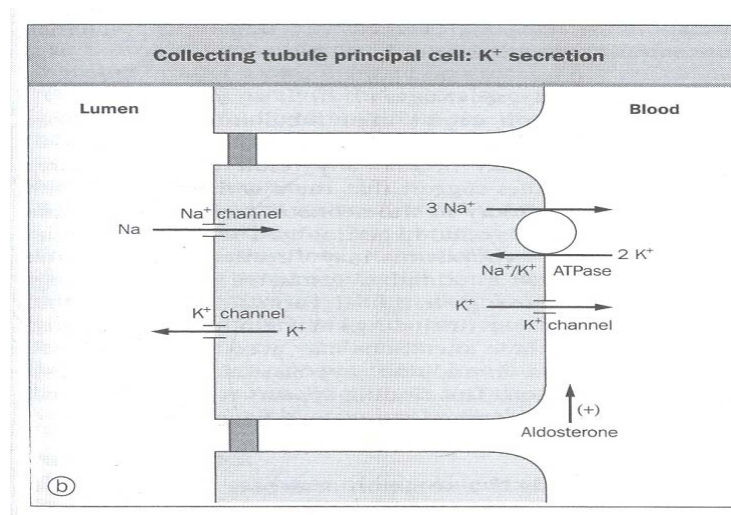 Collecting tubule principal cell: K⁺ secretion
Lumen
Blood
Na⁺ channel
Na
3 Na⁺
2 K⁺
Na⁺/K⁺ ATPase
K⁺ channel
K⁺
K⁺
K⁺ channel
(+)
Aldosterone
b